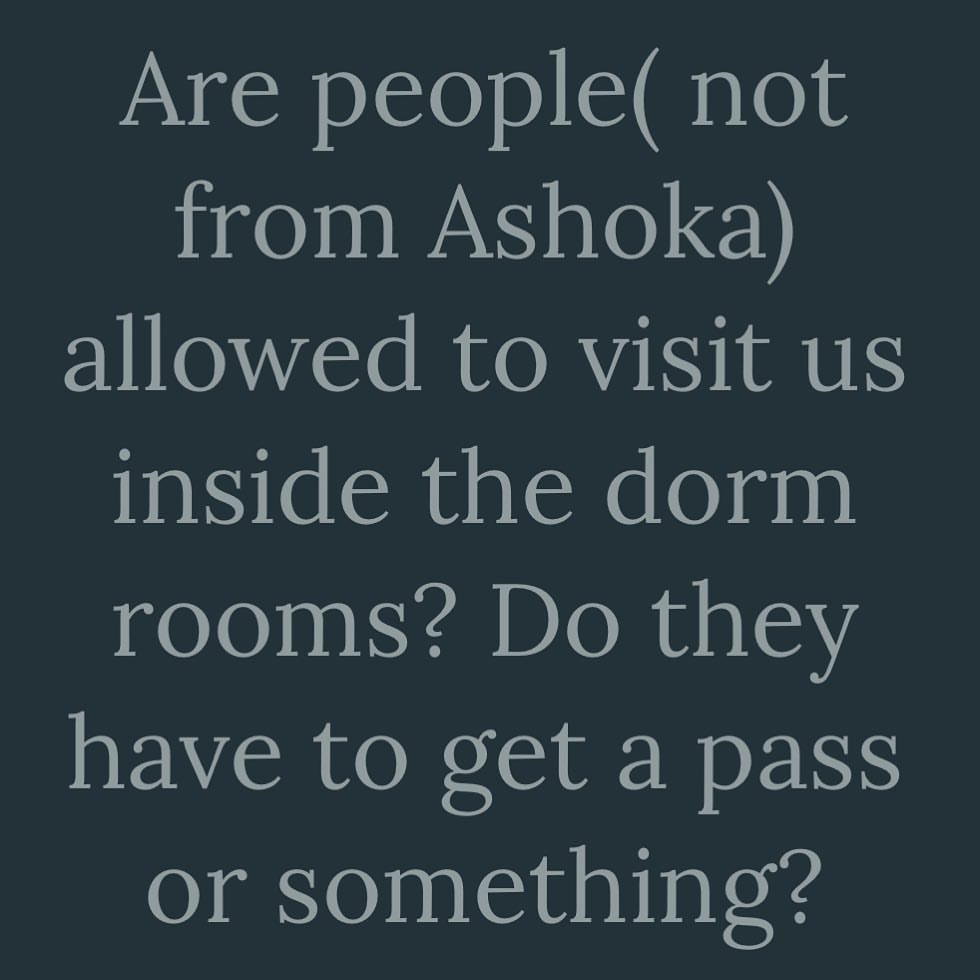 Are people( not
from Ashoka)
allowed to visit us
inside the dorm
rooms? Do they
have to get a pass
or something?